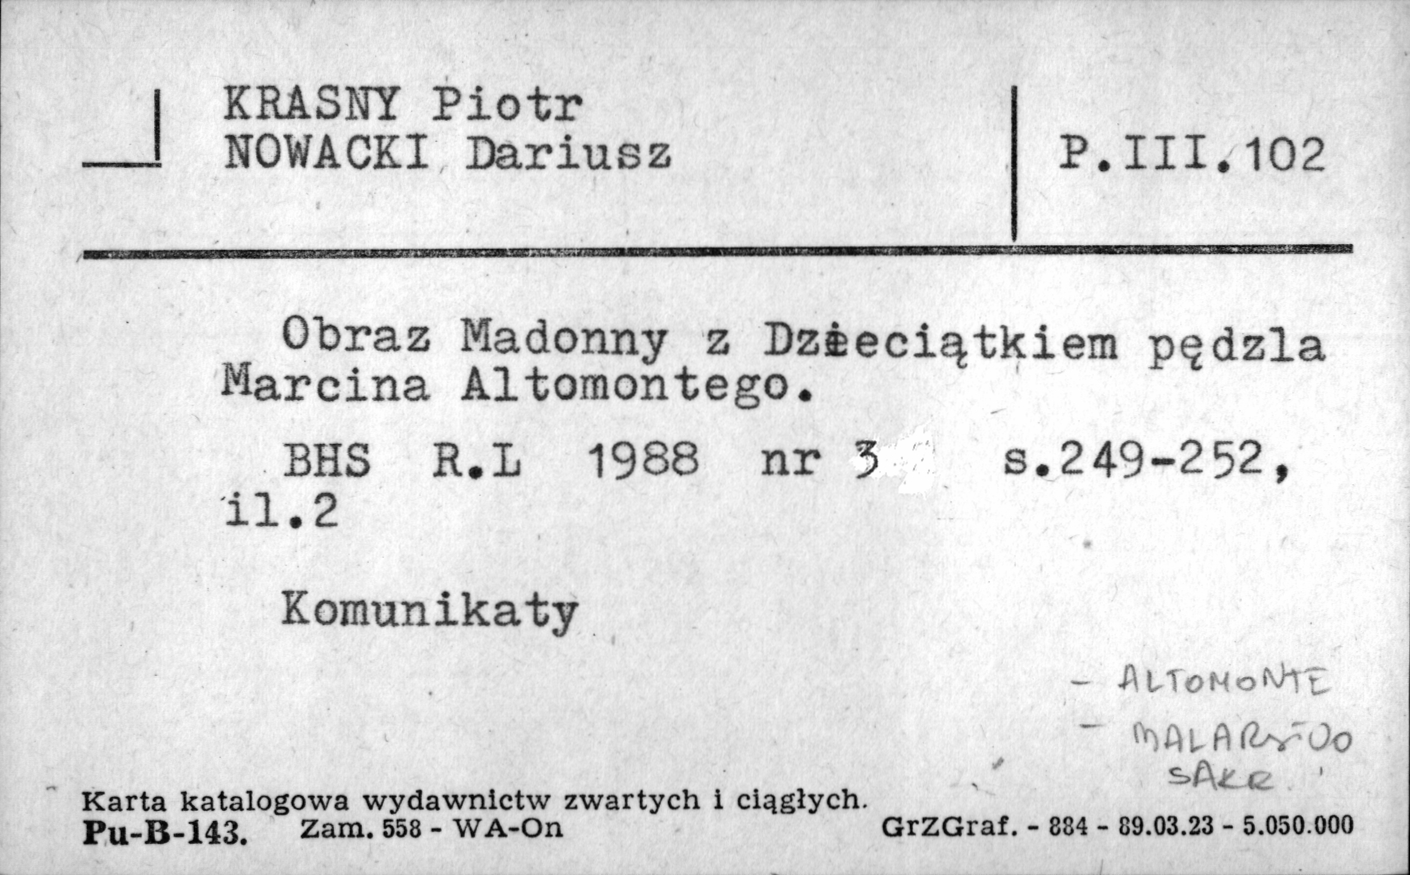 KRASNY Piotr
NOWACKI Dariusz
P.III.102
Obraz Madonny z Dzieciątkiem pędzla
Marcina Altomontego.
BHS R.L 1988 nr 3 s.249-252,
il.2
Komunikaty
- ALTOMONTE
- MALARSTWO
SAKR
Karta katalogowa wydawnictw zwartych i ciągłych.
Pu-B-143. Zam. 558 - WA-On
GrZGraf. - 884 - 89.03.23 - 5.050.000